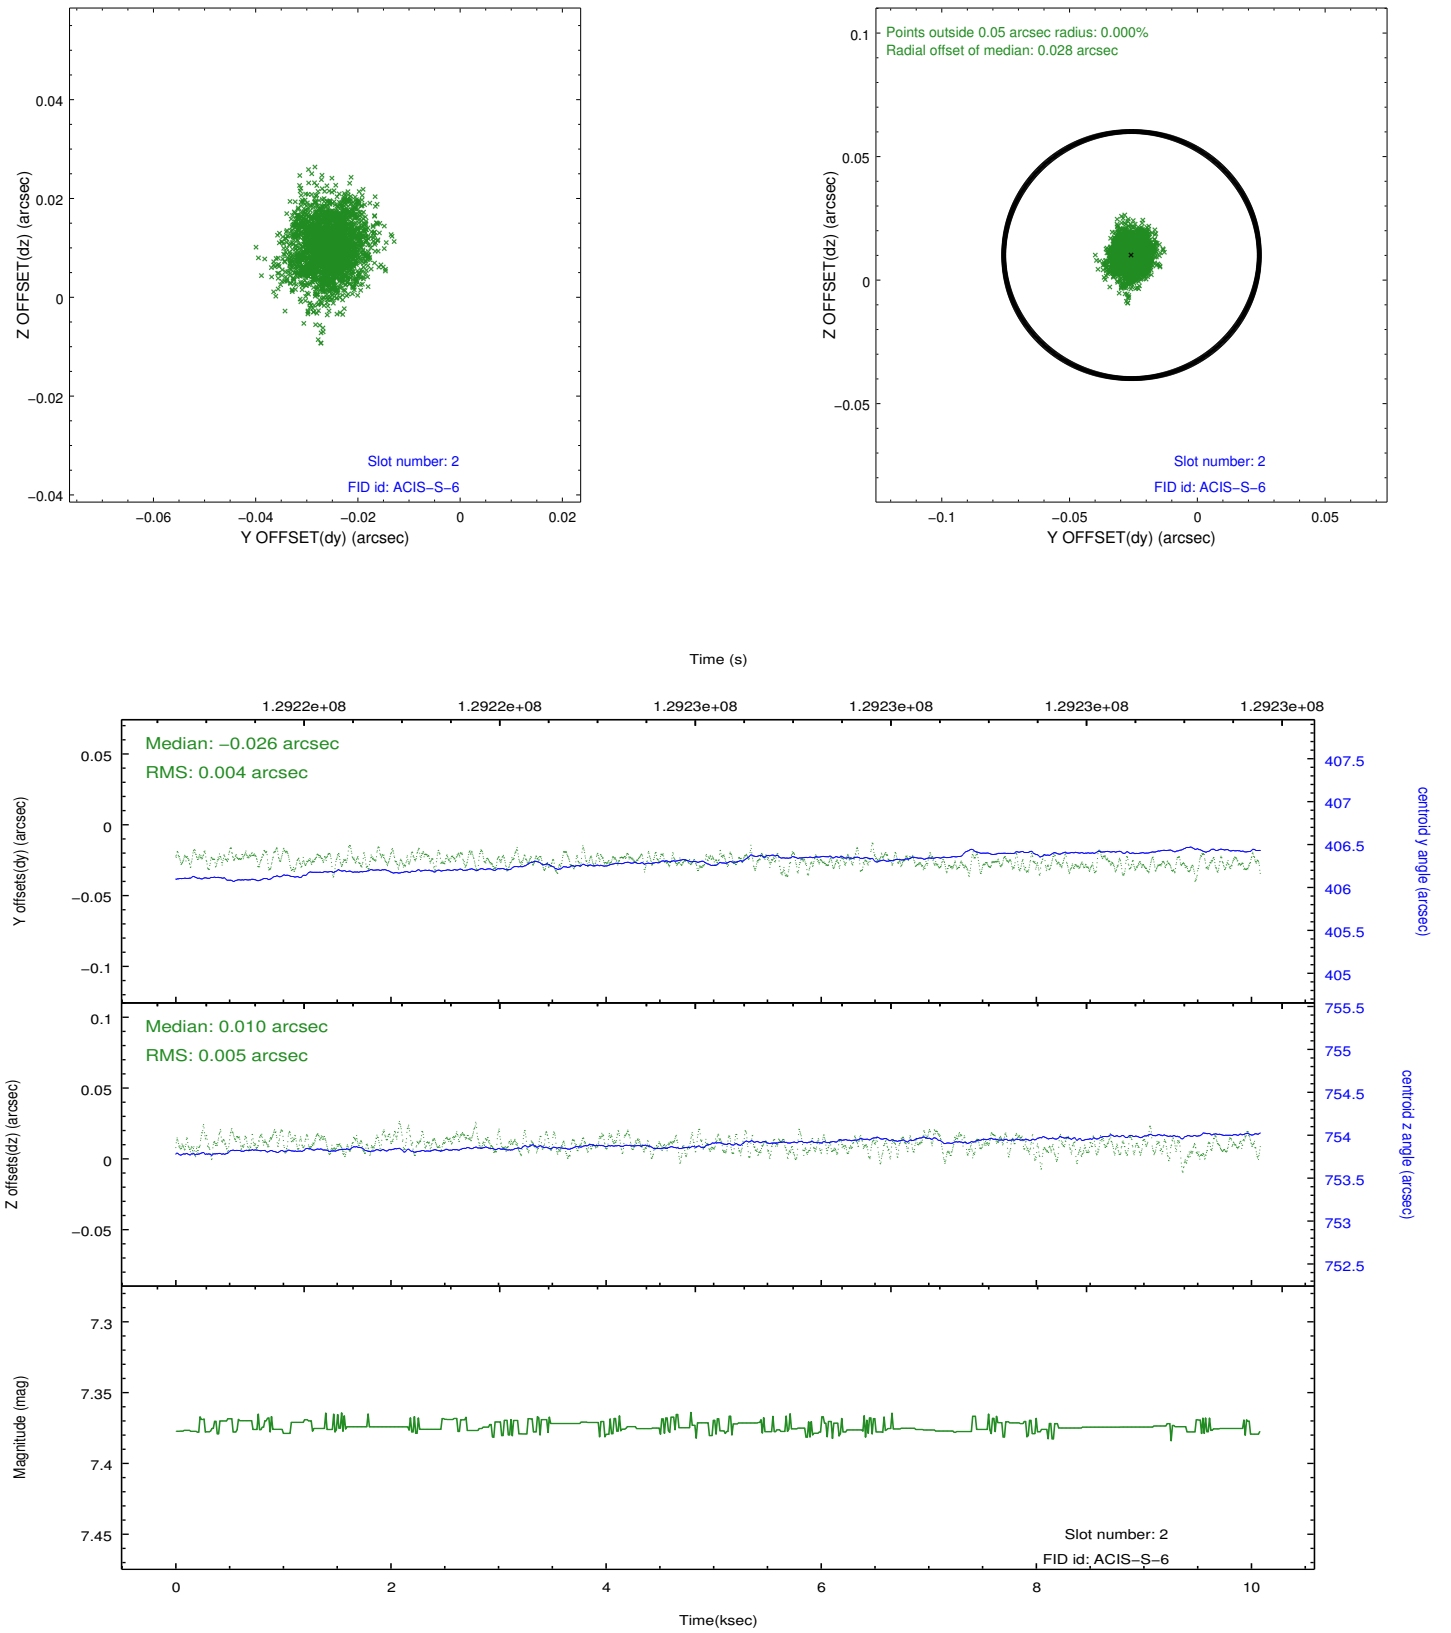 0.04
0.02
0
−0.02
−0.04
Z OFFSET(dz) (arcsec)
Slot number: 2
FID id: ACIS−S−6
−0.06 −0.04 −0.02 0 0.02
Y OFFSET(dy) (arcsec)
Points outside 0.05 arcsec radius: 0.000%
Radial offset of median: 0.028 arcsec
0.1
0.05
0
−0.05
Z OFFSET(dz) (arcsec)
Slot number: 2
FID id: ACIS−S−6
−0.1 −0.05 0 0.05
Y OFFSET(dy) (arcsec)
Time (s)
1.2922e+08 1.2922e+08 1.2923e+08 1.2923e+08 1.2923e+08 1.2923e+08
Median: −0.026 arcsec
RMS: 0.004 arcsec
0.05
0
−0.05
−0.1
Y offsets(dy) (arcsec)
407.5
407
406.5
406
405.5
405
centroid y angle (arcsec)
Median: 0.010 arcsec
RMS: 0.005 arcsec
0.1
0.05
0
−0.05
Z offsets(dz) (arcsec)
755.5
755
754.5
754
753.5
753
752.5
centroid z angle (arcsec)
7.3
7.35
7.4
7.45
Magnitude (mag)
Slot number: 2
FID id: ACIS−S−6
0 2 4 6 8 10
Time(ksec)